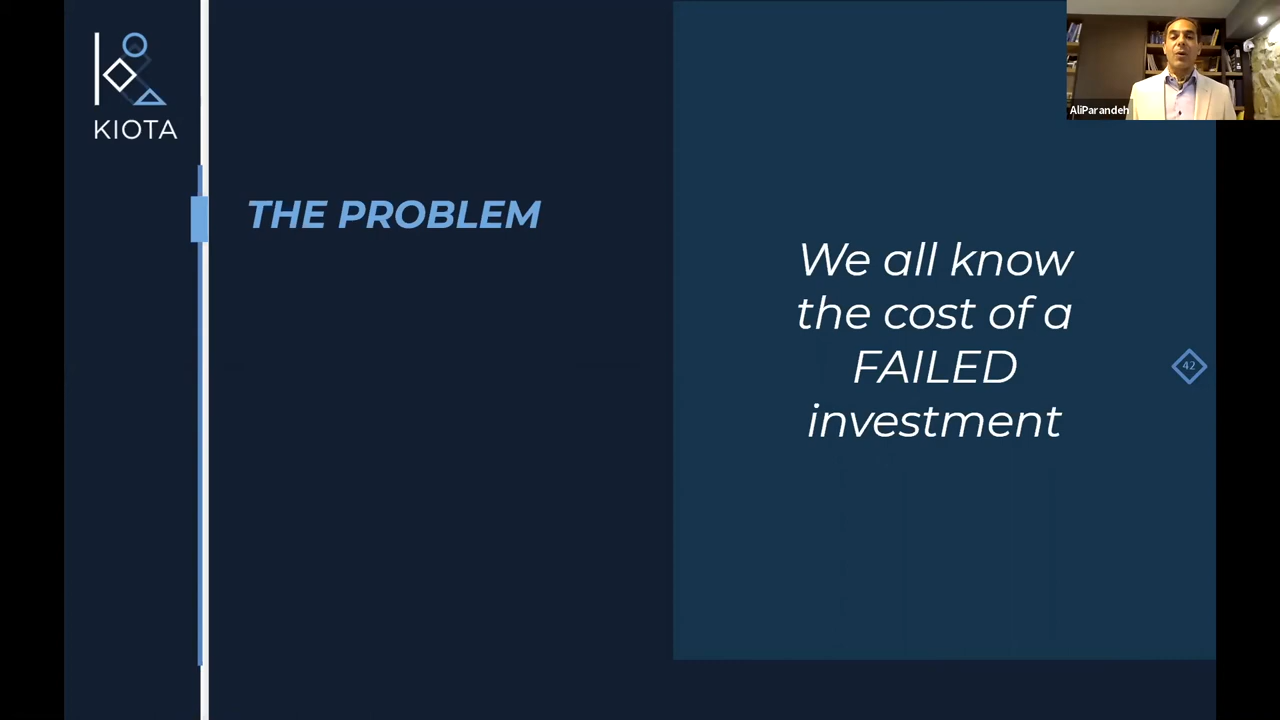 KIOTA
THE PROBLEM
We all know
the cost of a
FAILED
investment
42
AliParandeh